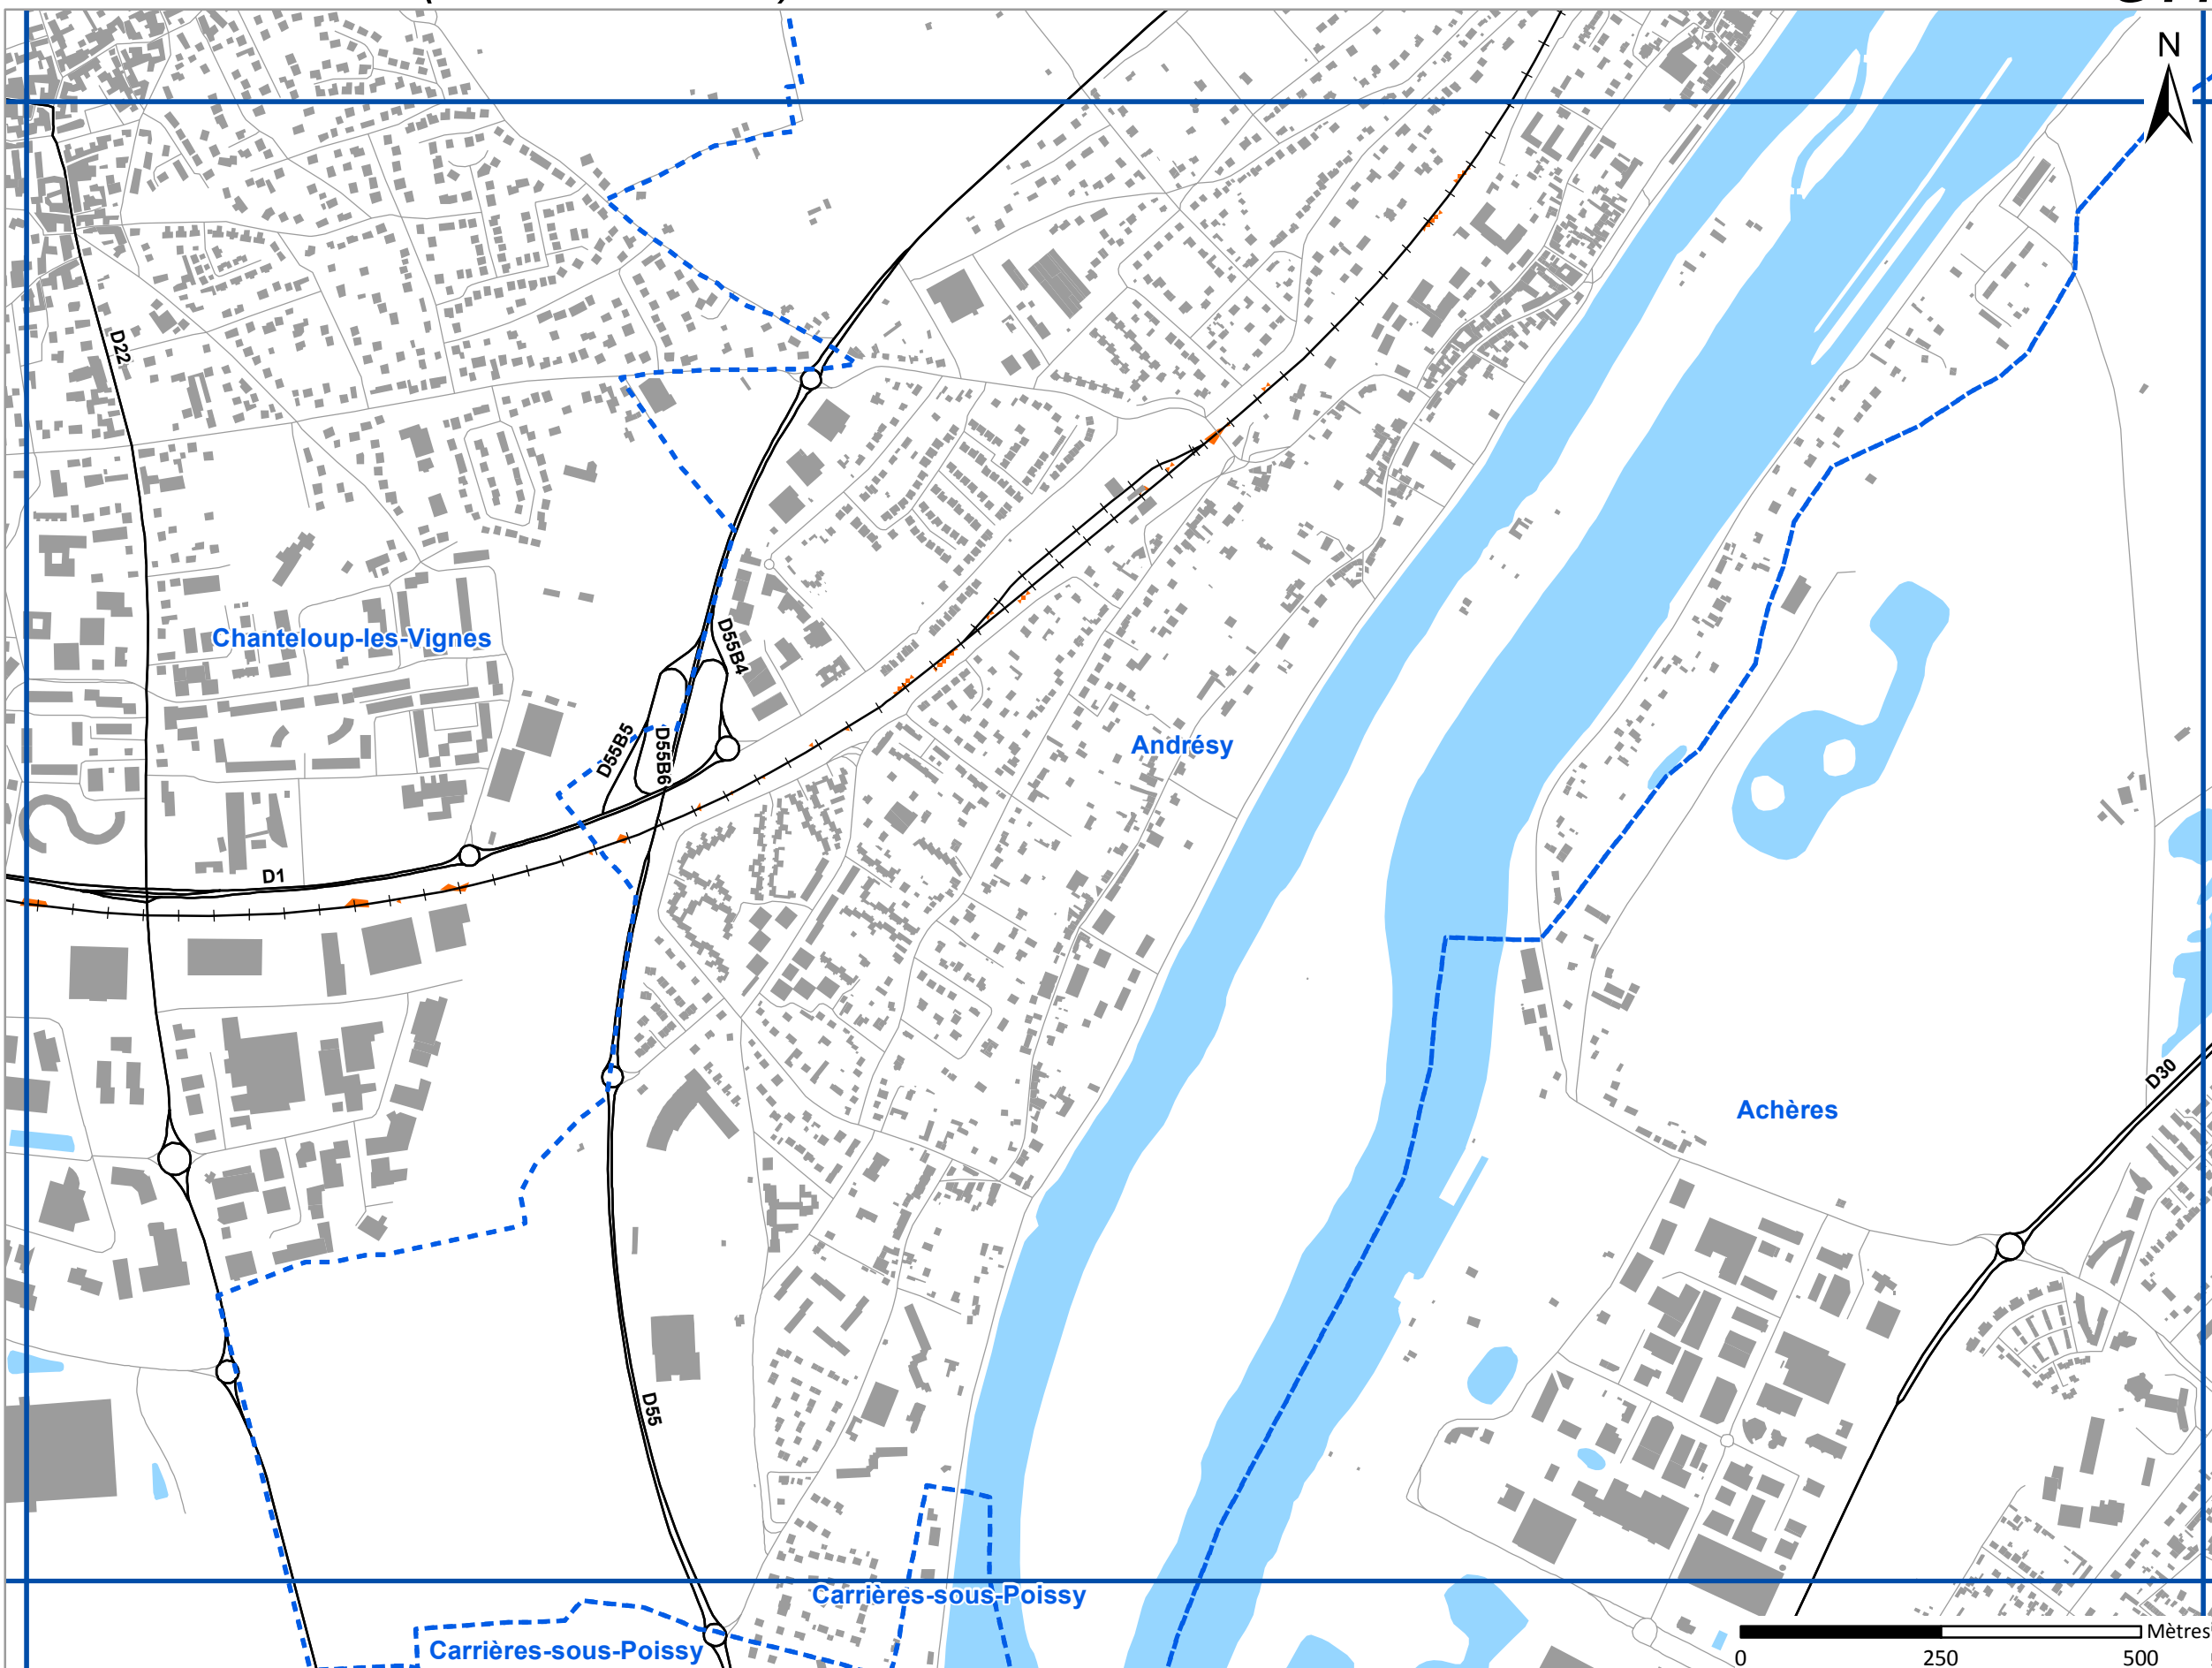 N
D22
Chanteloup-les-Vignes
D55B4
D55B5
D55B6
Andrésy
D1
D30
Achères
D55
Carrières-sous-Poissy
Carrières-sous-Poissy
Mètres
0 250 500